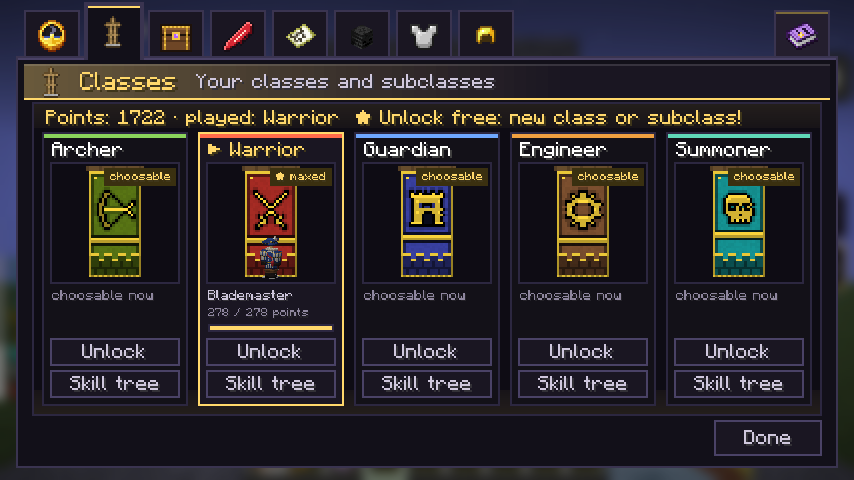 Classes Your classes and subclasses
Points: 1722 · played: Warrior ★ Unlock free: new class or subclass!
Archer
choosable
choosable now
Unlock
Skill tree
Warrior
★ maxed
Blademaster
278 / 278 points
Unlock
Skill tree
Guardian
choosable
choosable now
Unlock
Skill tree
Engineer
choosable
choosable now
Unlock
Skill tree
Summoner
choosable
choosable now
Unlock
Skill tree
Done